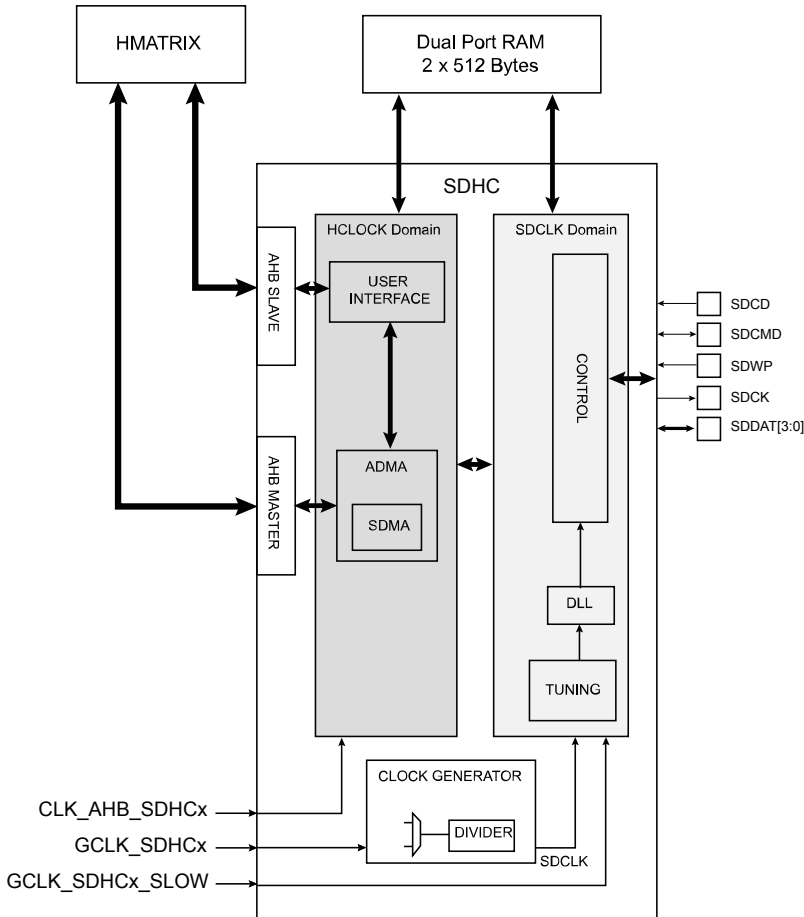 HMATRIX
Dual Port RAM
2 x 512 Bytes
SDHC
HCLOCK Domain
SDCLK Domain
AHB SLAVE
USER
INTERFACE
CONTROL
SDCD
SDCMD
SDWP
SDCK
SDDAT[3:0]
AHB MASTER
ADMA
SDMA
DLL
TUNING
CLOCK GENERATOR
DIVIDER
SDCLK
CLK_AHB_SDHCx
GCLK_SDHCx
GCLK_SDHCx_SLOW